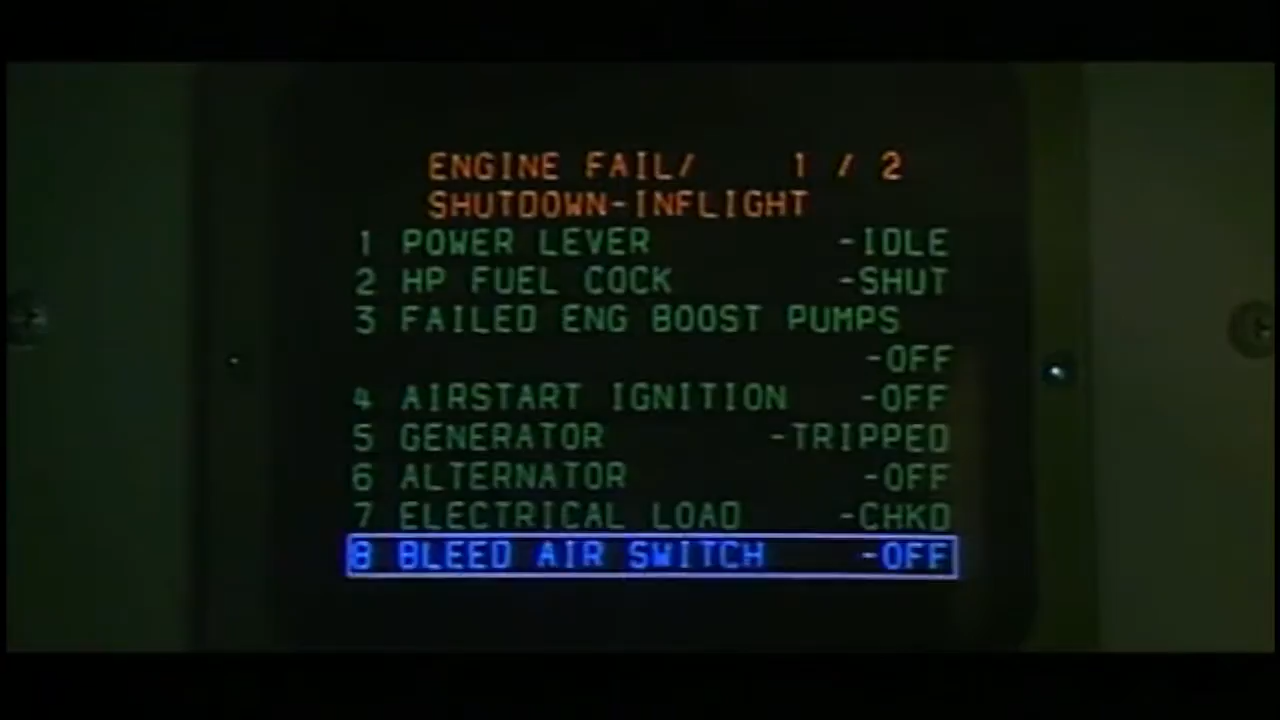 ENGINE FAIL/ 1 / 2
SHUTDOWN-INFLIGHT
1 POWER LEVER -IDLE
2 HP FUEL COCK -SHUT
3 FAILED ENG BOOST PUMPS
-OFF
4 AIRSTART IGNITION -OFF
5 GENERATOR -TRIPPED
6 ALTERNATOR -OFF
7 ELECTRICAL LOAD -CHKD
8 BLEED AIR SWITCH -OFF